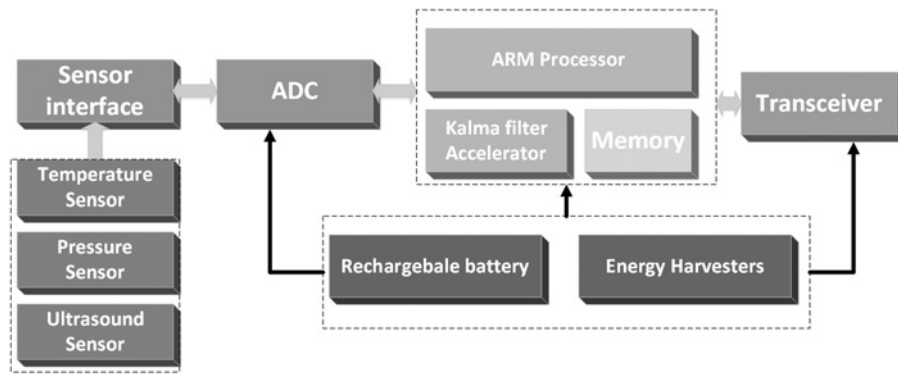 Sensor
interface
ADC
ARM Processor
Kalma filter
Accelerator
Memory
Transceiver
Temperature
Sensor
Pressure
Sensor
Ultrasound
Sensor
Rechargebale battery
Energy Harvesters